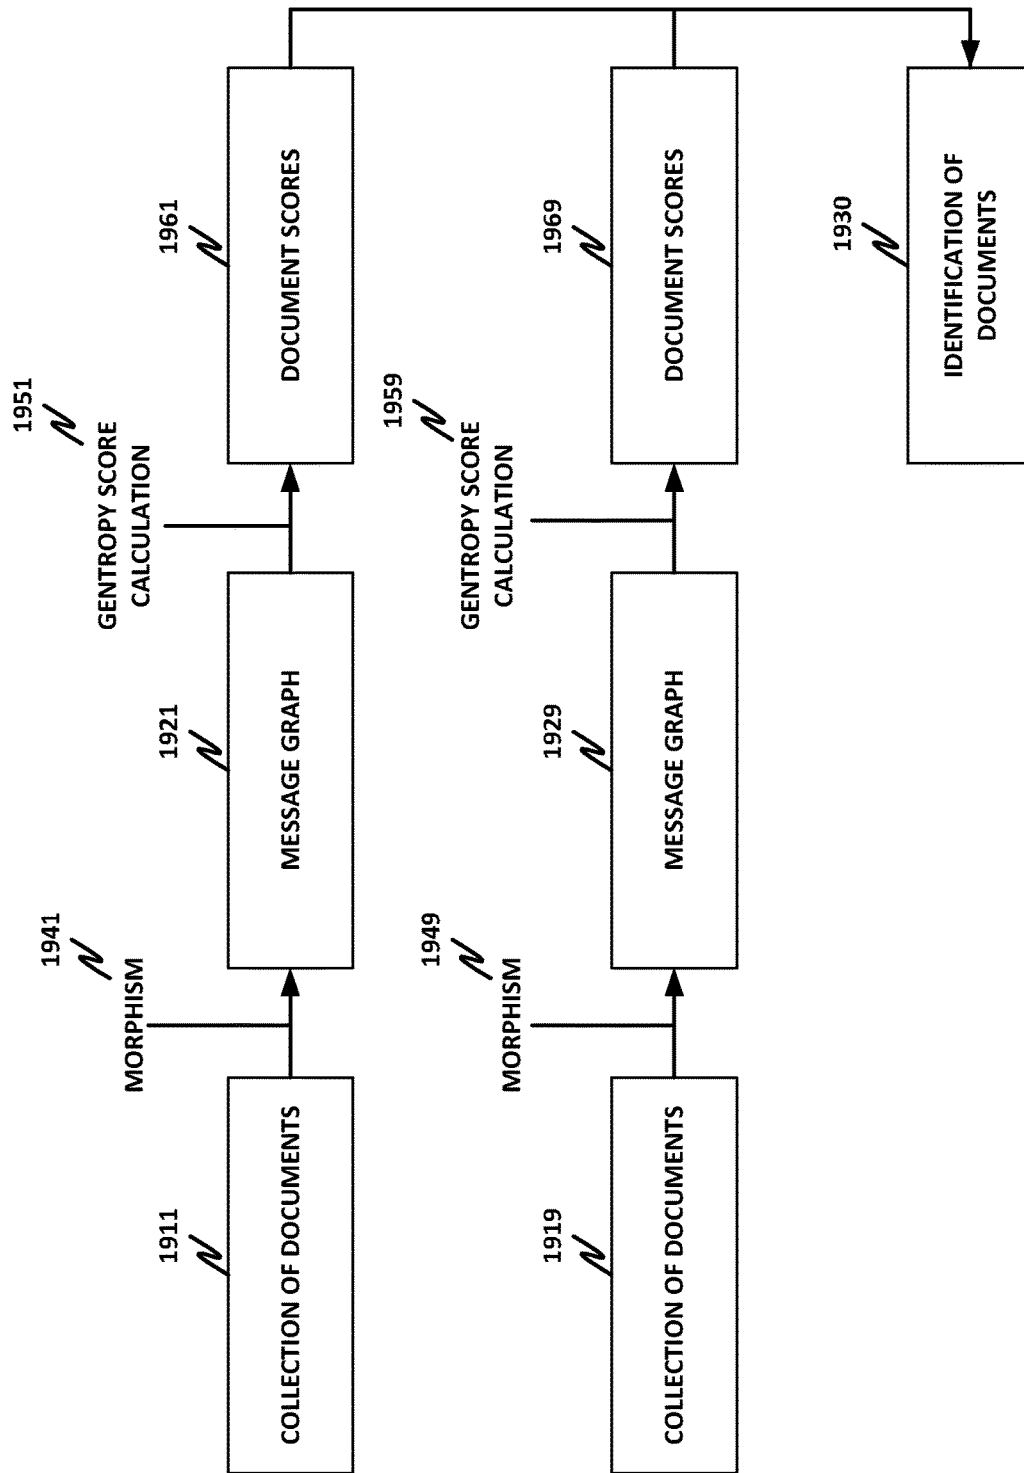 1911
COLLECTION OF DOCUMENTS
1941
MORPHISM
1921
MESSAGE GRAPH
1951
GENTROPY SCORE
CALCULATION
1961
DOCUMENT SCORES
1919
COLLECTION OF DOCUMENTS
1949
MORPHISM
1929
MESSAGE GRAPH
1959
GENTROPY SCORE
CALCULATION
1969
DOCUMENT SCORES
1930
IDENTIFICATION OF
DOCUMENTS